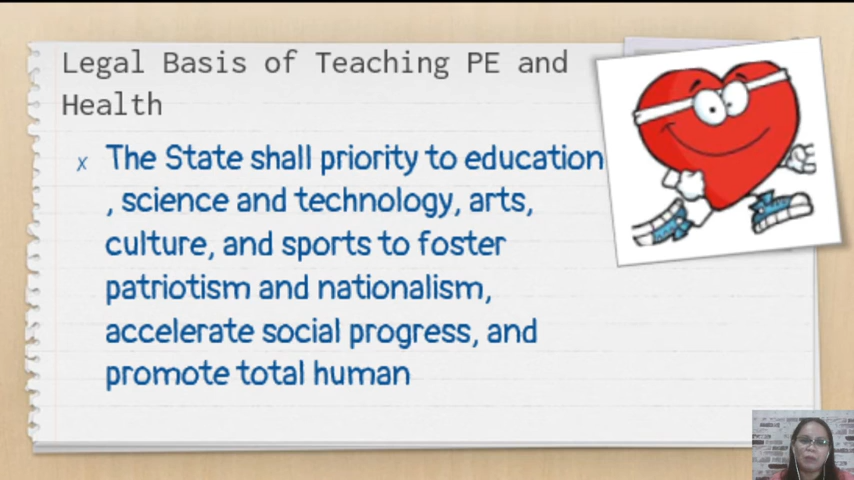 Legal Basis of Teaching PE and
Health
x The State shall priority to education
, science and technology, arts,
culture, and sports to foster
patriotism and nationalism,
accelerate social progress, and
promote total human